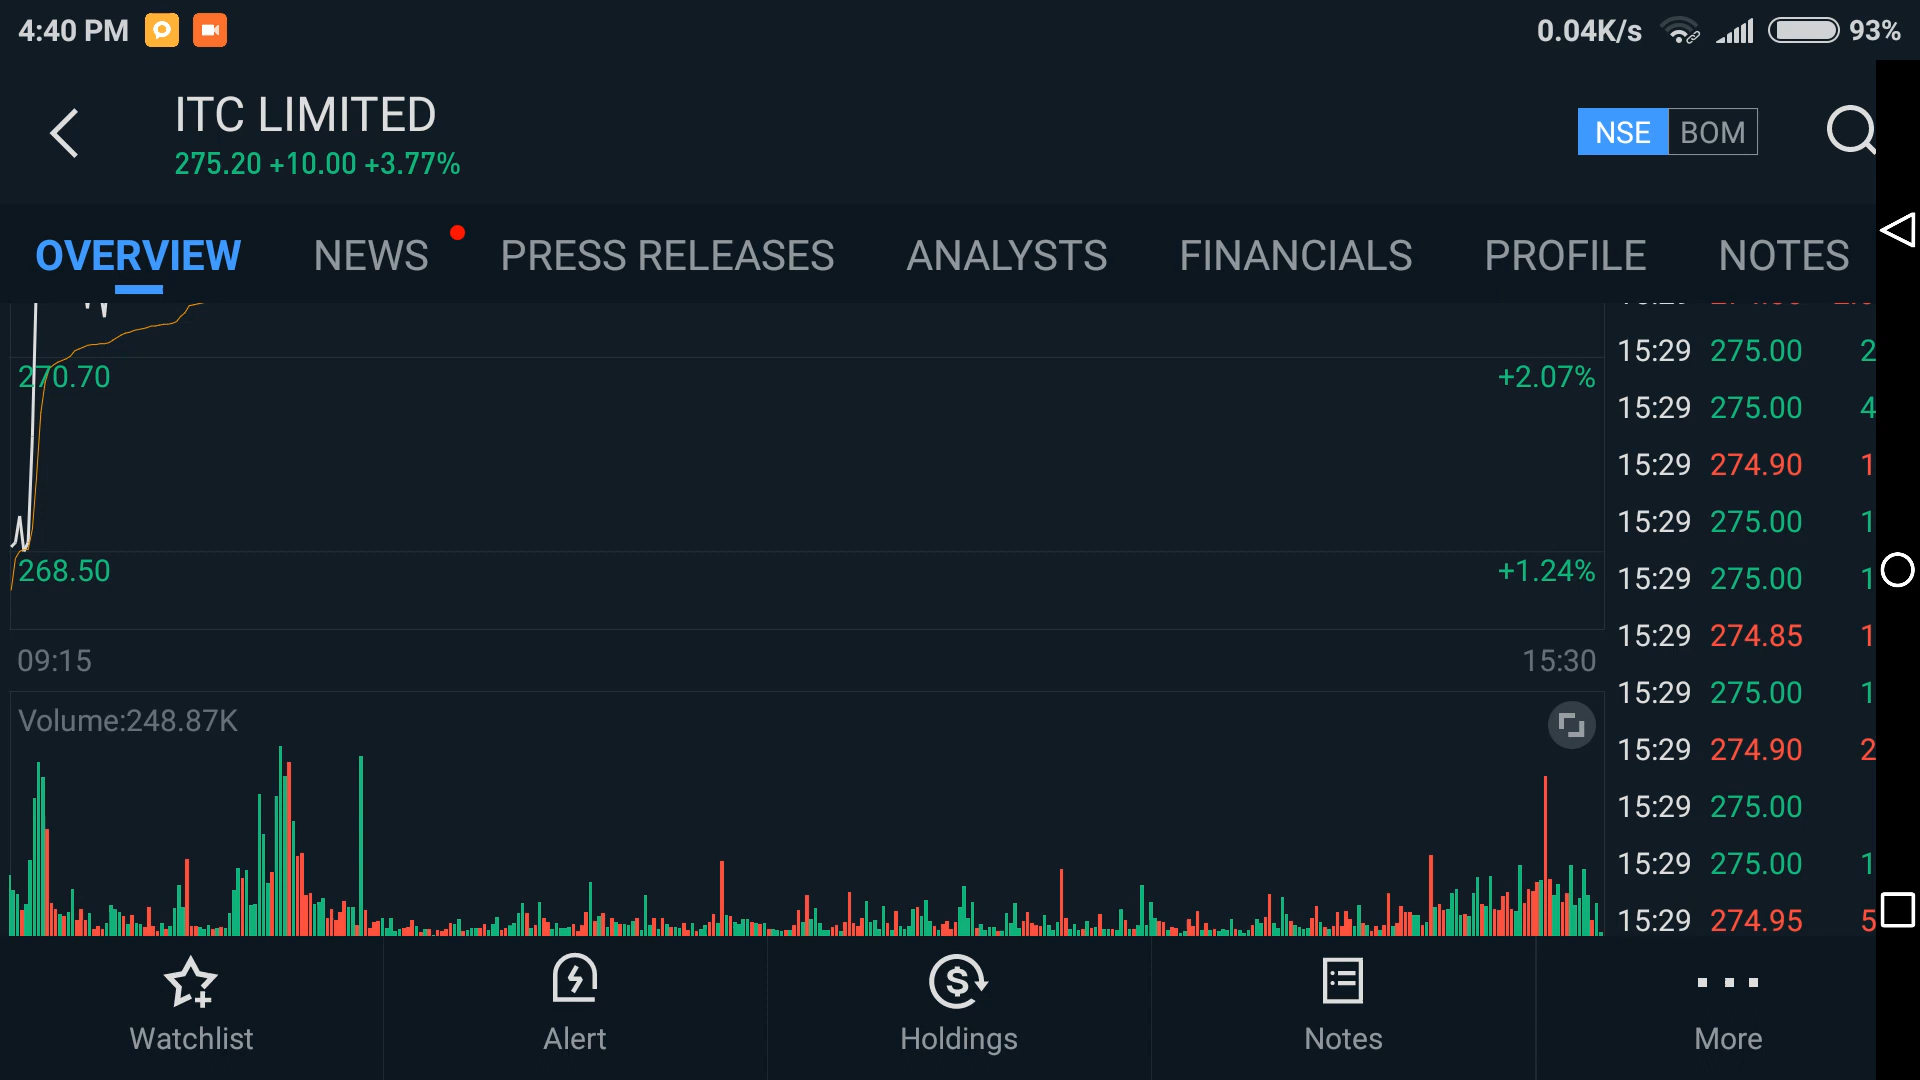 4:40 PM
0.04K/s
93%
ITC LIMITED
275.20 +10.00 +3.77%
NSE BOM
OVERVIEW NEWS PRESS RELEASES ANALYSTS FINANCIALS PROFILE NOTES
270.70 +2.07%
268.50 +1.24%
09:15 15:30
Volume:248.87K
15:29 275.00 2
15:29 275.00 4
15:29 274.90 1
15:29 275.00 1
15:29 275.00 1
15:29 274.85 1
15:29 275.00 1
15:29 274.90 2
15:29 275.00
15:29 275.00 1
15:29 274.95 5
Watchlist Alert Holdings Notes More